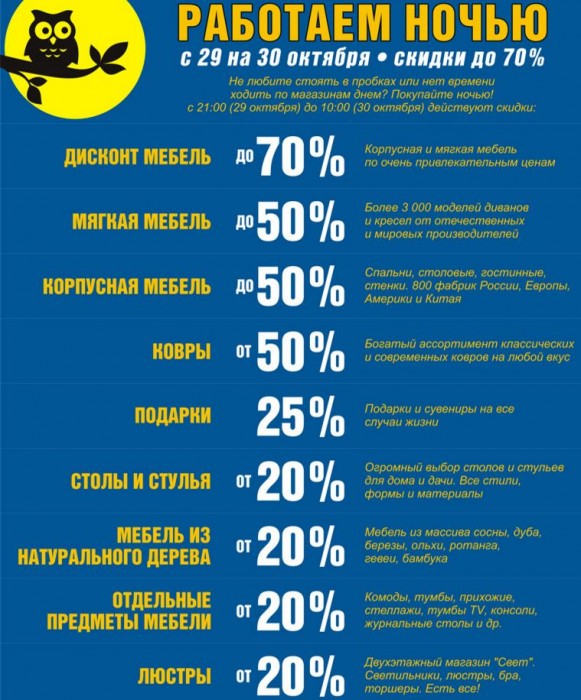 РАБОТАЕМ НОЧЬЮ
с 29 на 30 октября • скидки до 70%
Не любите стоять в пробках или нет времени
ходить по магазинам днем? Покупайте ночью!
с 21:00 (29 октября) до 10:00 (30 октября) действуют скидки:
ДИСКОНТ МЕБЕЛЬ до 70%
Корпусная и мягкая мебель
по очень привлекательным ценам
МЯГКАЯ МЕБЕЛЬ до 50%
Более 3 000 моделей диванов
и кресел от отечественных
и мировых производителей
КОРПУСНАЯ МЕБЕЛЬ до 50%
Спальни, столовые, гостинные,
стенки. 800 фабрик России, Европы,
Америки и Китая
КОВРЫ от 50%
Богатый ассортимент классических
и современных ковров на любой вкус
ПОДАРКИ 25%
Подарки и сувениры на все
случаи жизни
СТОЛЫ И СТУЛЬЯ от 20%
Огромный выбор столов и стульев
для дома и дачи. Все стили,
формы и материалы
МЕБЕЛЬ ИЗ
НАТУРАЛЬНОГО ДЕРЕВА от 20%
Мебель из массива сосны, дуба,
березы, ольхи, ротанга,
гевеи, бамбука
ОТДЕЛЬНЫЕ
ПРЕДМЕТЫ МЕБЕЛИ от 20%
Комоды, тумбы, прихожие,
стеллажи, тумбы TV, консоли,
журнальные столы и др.
ЛЮСТРЫ от 20%
Двухэтажный магазин "Свет".
Светильники, люстры, бра,
торшеры. Есть все!